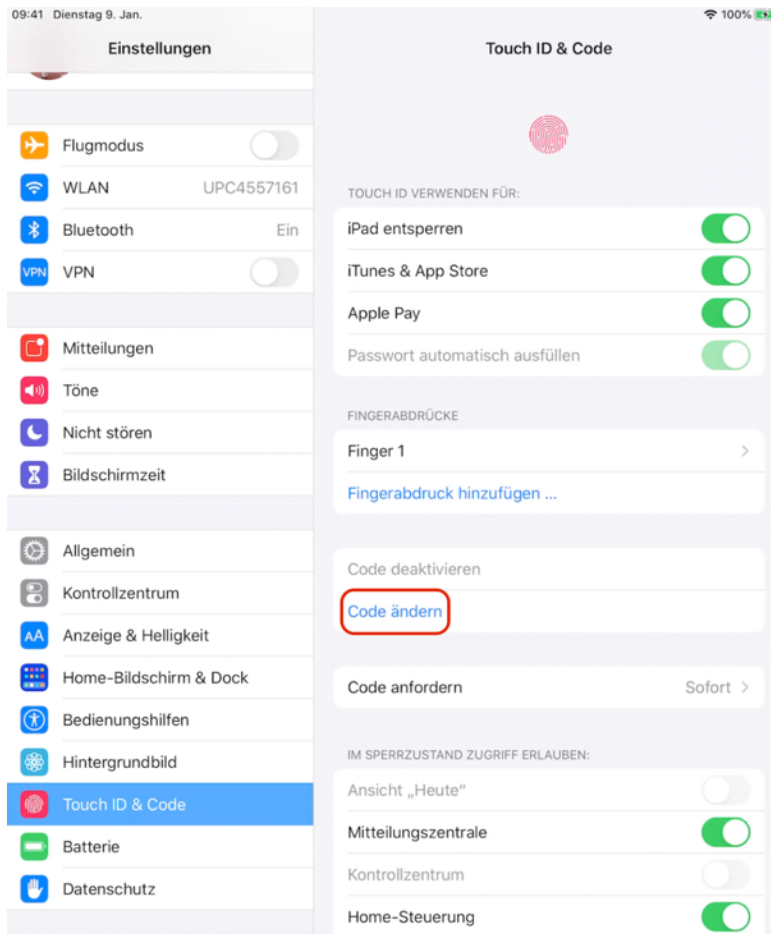 09:41 Dienstag 9. Jan.
100%
Einstellungen
Flugmodus
WLAN UPC4557161
Bluetooth Ein
VPN VPN
Mitteilungen
Töne
Nicht stören
Bildschirmzeit
Allgemein
Kontrollzentrum
AA Anzeige & Helligkeit
Home-Bildschirm & Dock
Bedienungshilfen
Hintergrundbild
Touch ID & Code
Batterie
Datenschutz
Touch ID & Code
TOUCH ID VERWENDEN FÜR:
iPad entsperren
iTunes & App Store
Apple Pay
Passwort automatisch ausfüllen
FINGERABDRÜCKE
Finger 1
Fingerabdruck hinzufügen ...
Code deaktivieren
Code ändern
Code anfordern Sofort
IM SPERRZUSTAND ZUGRIFF ERLAUBEN:
Ansicht „Heute“
Mitteilungszentrale
Kontrollzentrum
Home-Steuerung